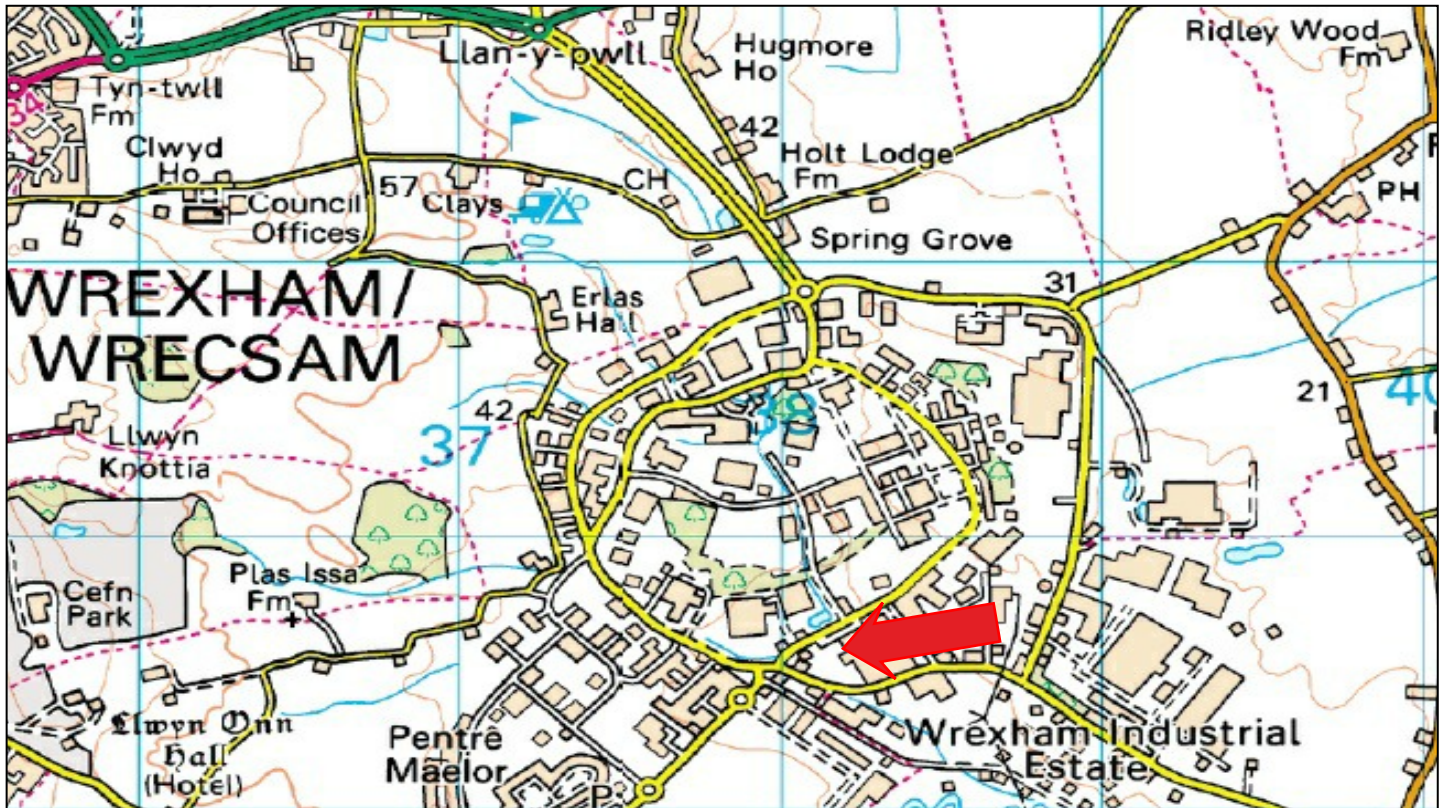 Llan-y-pwll
Hugmore
Ho
Ridley Wood
Fm
Tyn-twll
Fm
34
Clwyd
Ho
42
Holt Lodge
Fm
57
Clays
CH
PH
Council
Offices
Spring Grove
WREXHAM/
WRECSAM
Erlas
Hall
31
42
21
37
38
40
Llwyn
Knottia
Cefn
Park
Plas Issa
Fm
Llwyn Onn
Hall
(Hotel)
Pentre
Maelor
Wrexham Industrial
Estate
P